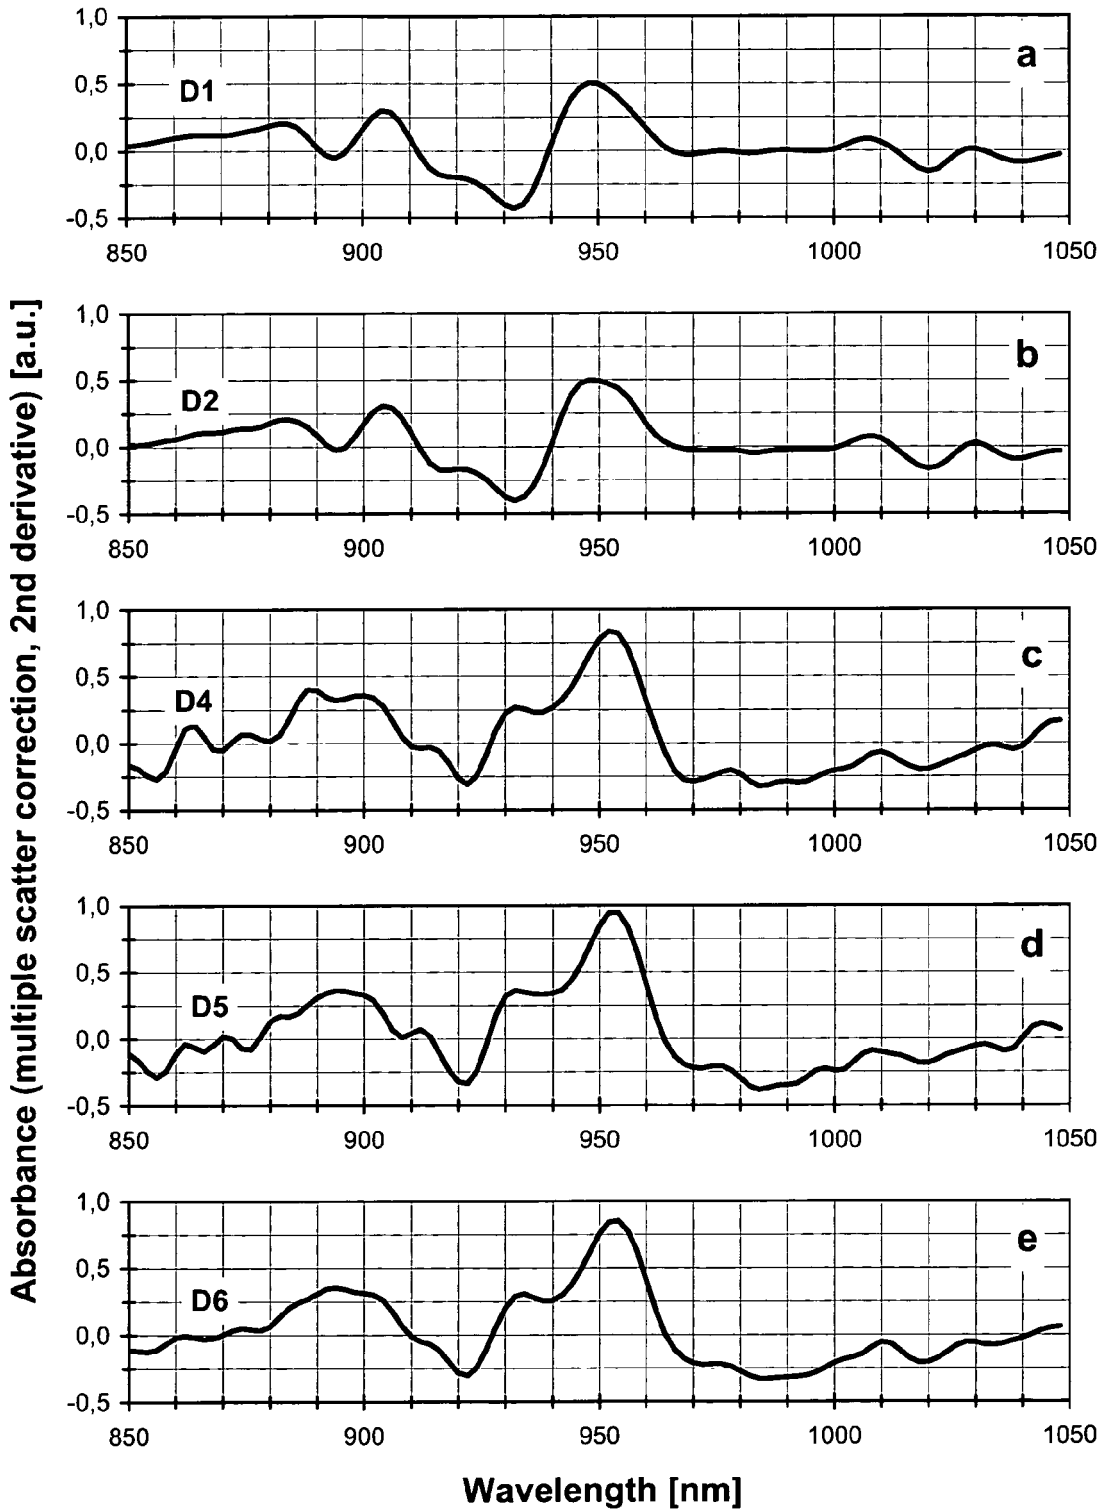 Absorbance (multiple scatter correction, 2nd derivative) [a.u.]
1,0
a
0,5
D1
0,0
-0,5
850 900 950 1000 1050
1,0
b
0,5
D2
0,0
-0,5
850 900 950 1000 1050
1,0
c
0,5
D4
0,0
-0,5
850 900 950 1000 1050
1,0
d
0,5
D5
0,0
-0,5
850 900 950 1000 1050
1,0
e
0,5
D6
0,0
-0,5
850 900 950 1000 1050
Wavelength [nm]